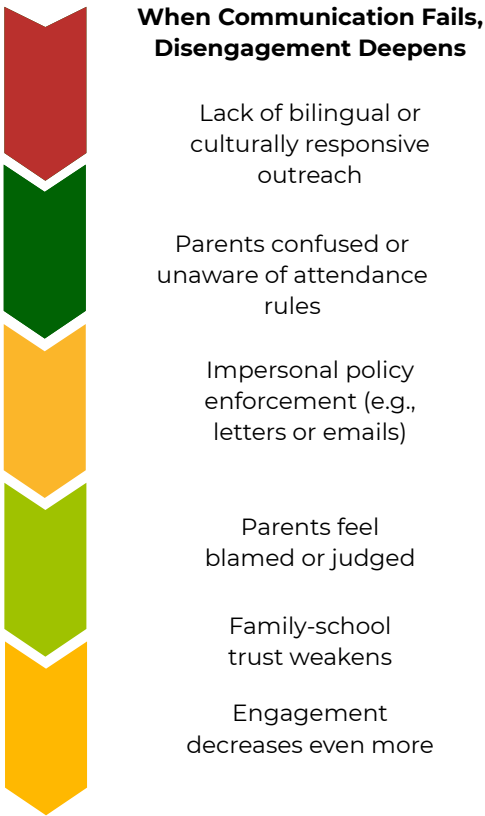 When Communication Fails,
Disengagement Deepens
Lack of bilingual or
culturally responsive
outreach
Parents confused or
unaware of attendance
rules
Impersonal policy
enforcement (e.g.,
letters or emails)
Parents feel
blamed or judged
Family-school
trust weakens
Engagement
decreases even more